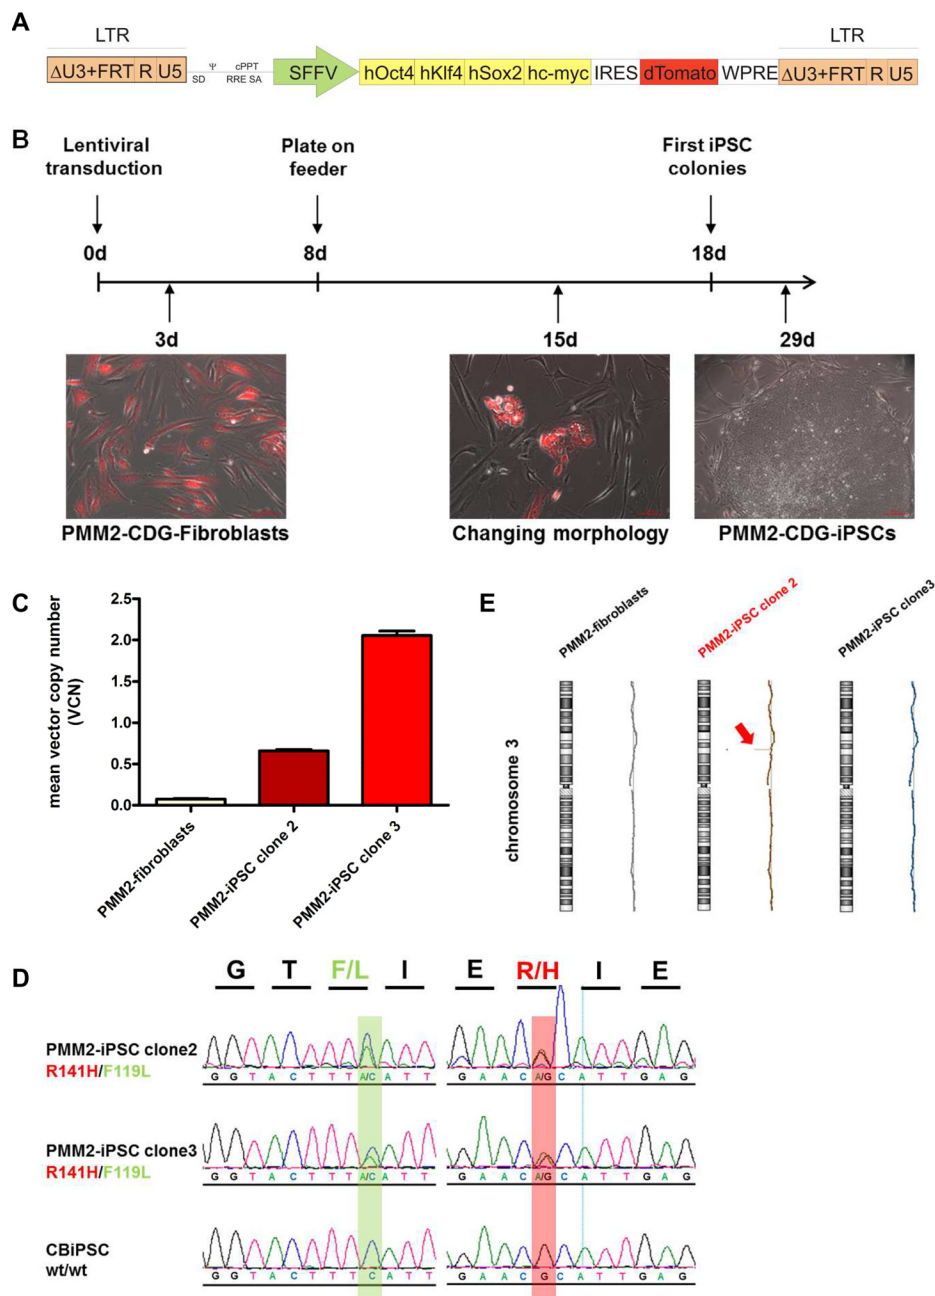 A
LTR
LTR
ΔU3+FRT R U5
SD
Ψ
cPPT
RRE SA
SFFV
hOct4 hKlf4 hSox2 hc-myc IRES dTomato WPRE
ΔU3+FRT R U5
B
Lentiviral
transduction
Plate on
feeder
First iPSC
colonies
0d
8d
18d
3d
15d
29d
PMM2-CDG-Fibroblasts
Changing morphology
PMM2-CDG-iPSCs
C
mean vector copy number
(VCN)
2.5
2.0
1.5
1.0
0.5
0.0
PMM2-fibroblasts
PMM2-iPSC clone 2
PMM2-iPSC clone 3
E
PMM2-fibroblasts
PMM2-iPSC clone 2
PMM2-iPSC clone3
chromosome 3
D
G T F/L I E R/H I E
PMM2-iPSC clone2
R141H/F119L
G G T A C T T T A/C A T T
G A A C A/G C A T T G A G
PMM2-iPSC clone3
R141H/F119L
G G T A C T T T A/C A T T
G A A C A/G C A T T G A G
CBiPSC
wt/wt
G G T A C T T T C A T T
G A A C G C A T T G A G